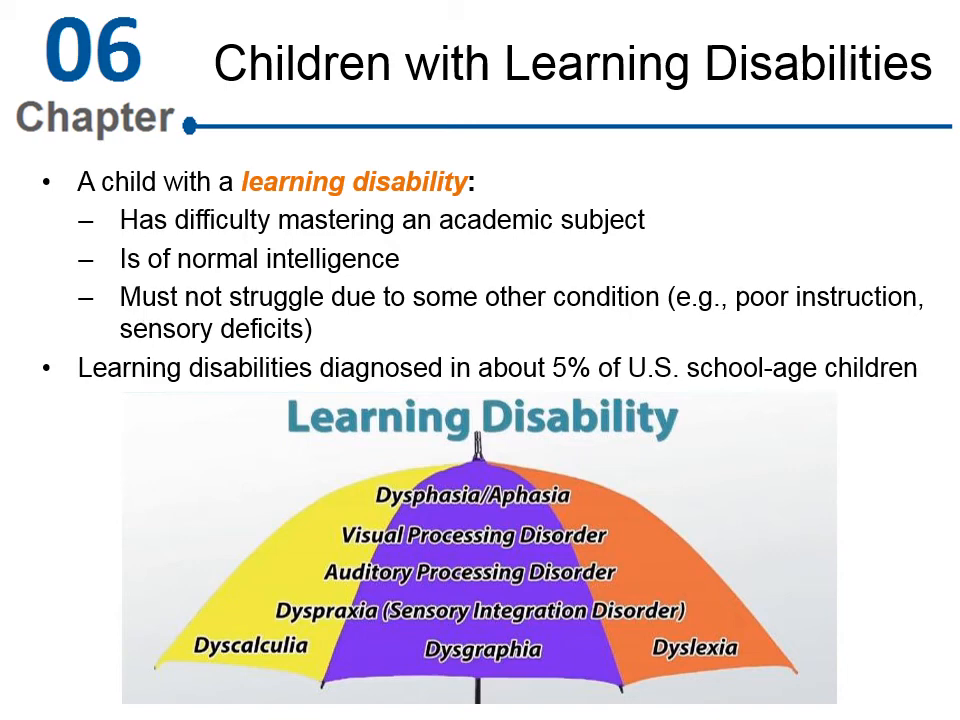 06
Chapter
Children with Learning Disabilities
• A child with a learning disability:
– Has difficulty mastering an academic subject
– Is of normal intelligence
– Must not struggle due to some other condition (e.g., poor instruction,
sensory deficits)
• Learning disabilities diagnosed in about 5% of U.S. school-age children
Learning Disability
Dysphasia/Aphasia
Visual Processing Disorder
Auditory Processing Disorder
Dyspraxia (Sensory Integration Disorder)
Dyscalculia Dysgraphia Dyslexia